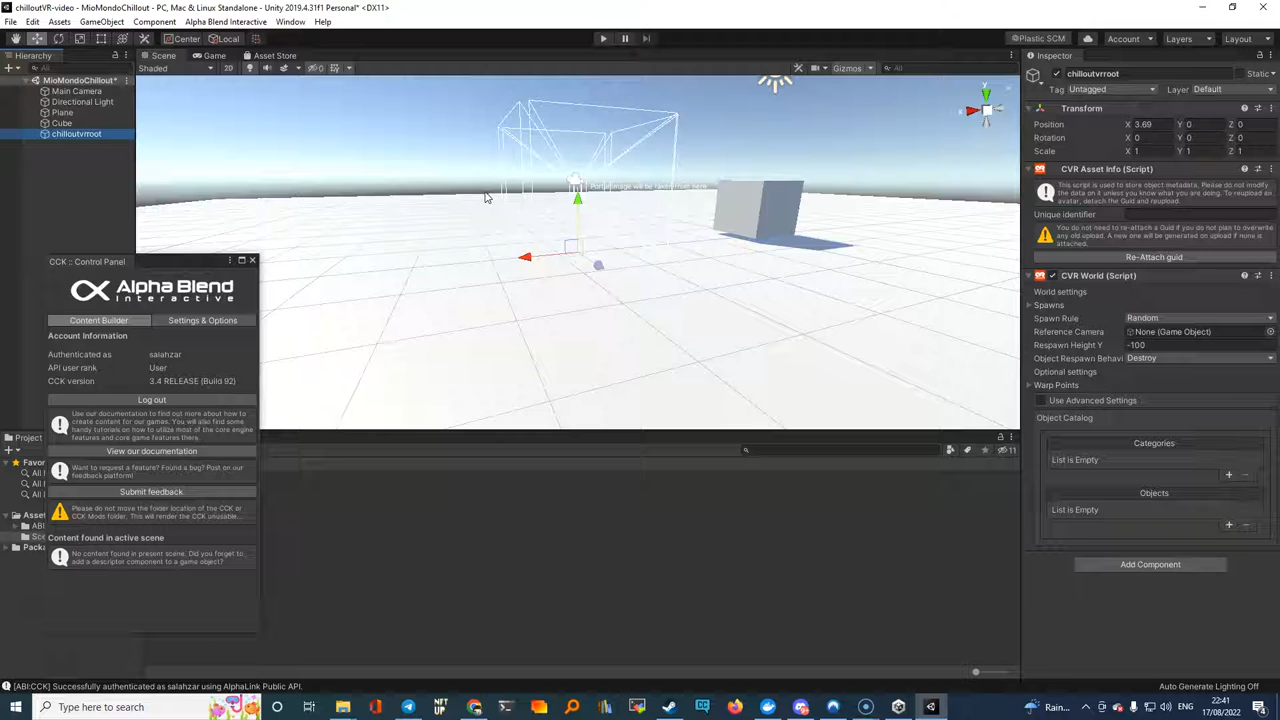 chilloutVR-video - MioMondoChillout - PC, Mac & Linux Standalone - Unity 2019.4.31f1 Personal* <DX11>
File Edit Assets GameObject Component Alpha Blend Interactive Window Help
Center Local Plastic SCM Account Layers Layout
Hierarchy Scene Game Asset Store Inspector
All Shaded 2D 0 Gizmos All
MioMondoChillout*
Main Camera
Directional Light
Plane
Cube
chilloutvrroot
Portal image will be taken from here
y
x
chilloutvrroot Static
Tag Untagged Layer Default
Transform
Position X 3.69 Y 0 Z 0
Rotation X 0 Y 0 Z 0
Scale X 1 Y 1 Z 1
CVR Asset Info (Script)
This script is used to store object metadata. Please do not modify
the data on it unless you know what you are doing. To reupload an
avatar, detach the Guid and reupload.
Unique identifier
You do not need to re-attach a Guid if you do not plan to overwrite
any old upload. A new one will be generated on upload if none is
attached.
Re-Attach guid
CVR World (Script)
World settings
Spawns
Spawn Rule Random
Reference Camera None (Game Object)
Respawn Height Y -100
Object Respawn Behavi Destroy
Optional settings
Warp Points
Use Advanced Settings
Object Catalog
Categories
List is Empty
+ -
Objects
List is Empty
+ -
Add Component
CCK :: Control Panel
Alpha Blend
Interactive
Content Builder Settings & Options
Account Information
Authenticated as salahzar
API user rank User
CCK version 3.4 RELEASE (Build 92)
Log out
Use our documentation to find out more about how to
create content for our games. You will also find some
handy tutorials on how to utilize most of the core engine
features and core game features there.
View our documentation
Want to request a feature? Found a bug? Post on our
feedback platform!
Submit feedback
Please do not move the folder location of the CCK or
CCK Mods folder. This will render the CCK unusable...
Content found in active scene
No content found in present scene. Did you forget to
add a descriptor component to a game object?
Project
Favor
All
All
All
Asset
ABI
Sce
Packa
11
[ABI:CCK] Successfully authenticated as salahzar using AlphaLink Public API.
Auto Generate Lighting Off
Type here to search
NFT
UP
Rain...
22:41
17/08/2022